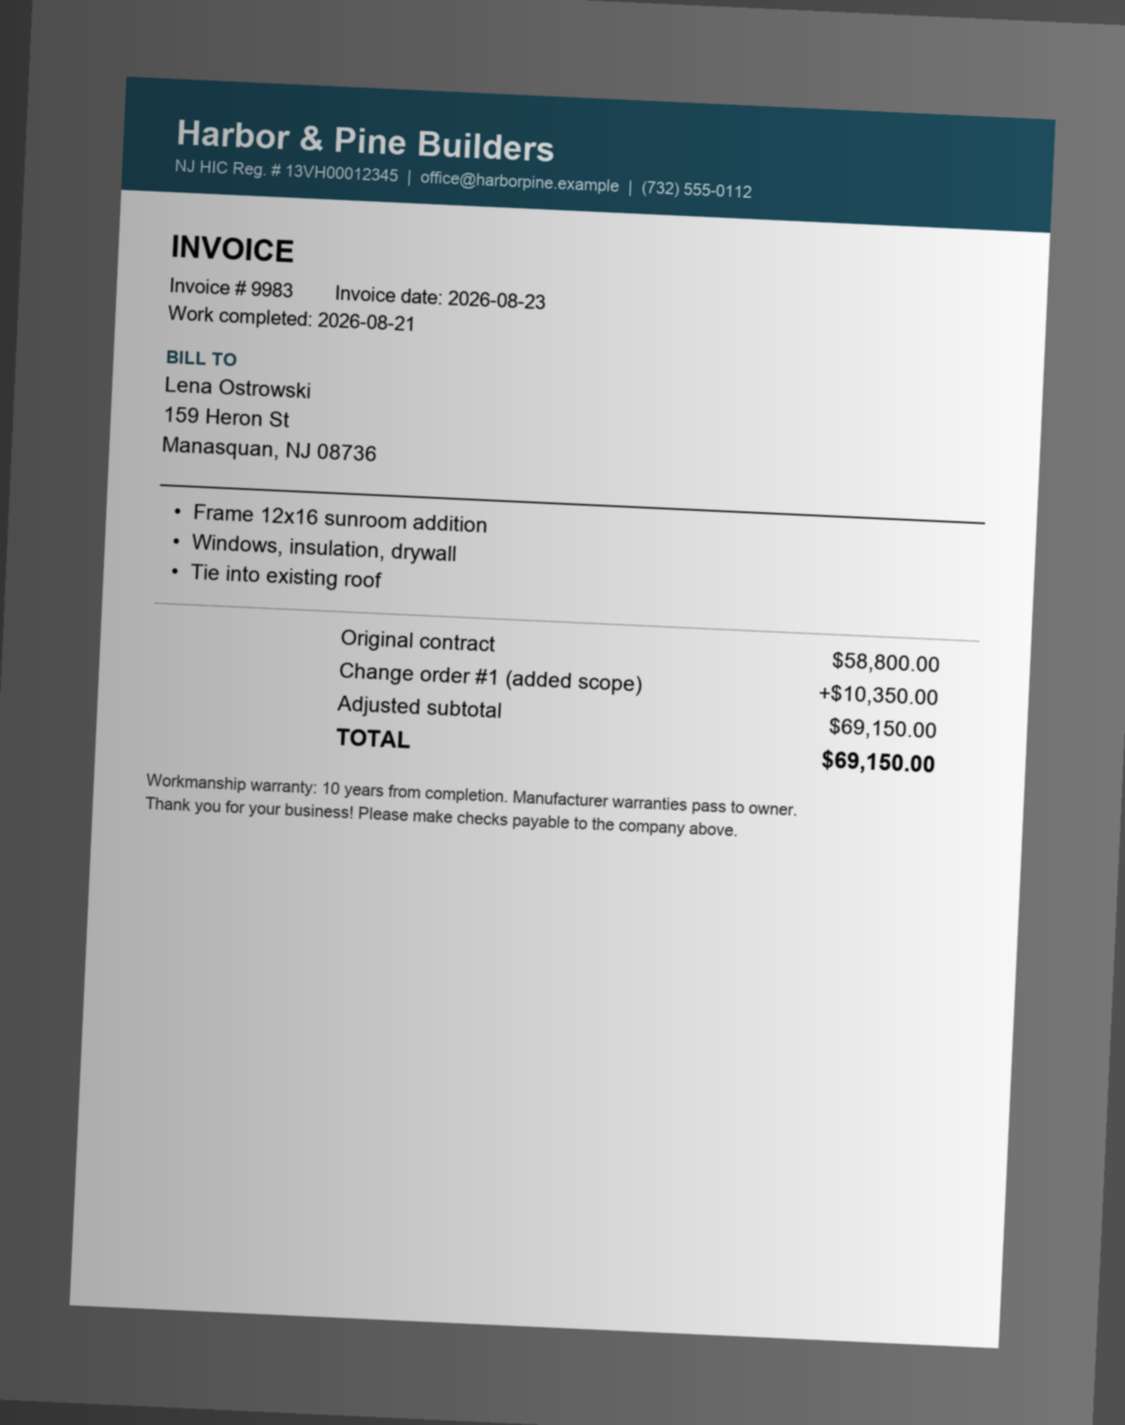 Harbor & Pine Builders
NJ HIC Reg. # 13VH00012345 | office@harborpine.example | (732) 555-0112
INVOICE
Invoice # 9983 Invoice date: 2026-08-23
Work completed: 2026-08-21
BILL TO
Lena Ostrowski
159 Heron St
Manasquan, NJ 08736
• Frame 12x16 sunroom addition
• Windows, insulation, drywall
• Tie into existing roof
Original contract $58,800.00
Change order #1 (added scope) +$10,350.00
Adjusted subtotal $69,150.00
TOTAL $69,150.00
Workmanship warranty: 10 years from completion. Manufacturer warranties pass to owner.
Thank you for your business! Please make checks payable to the company above.